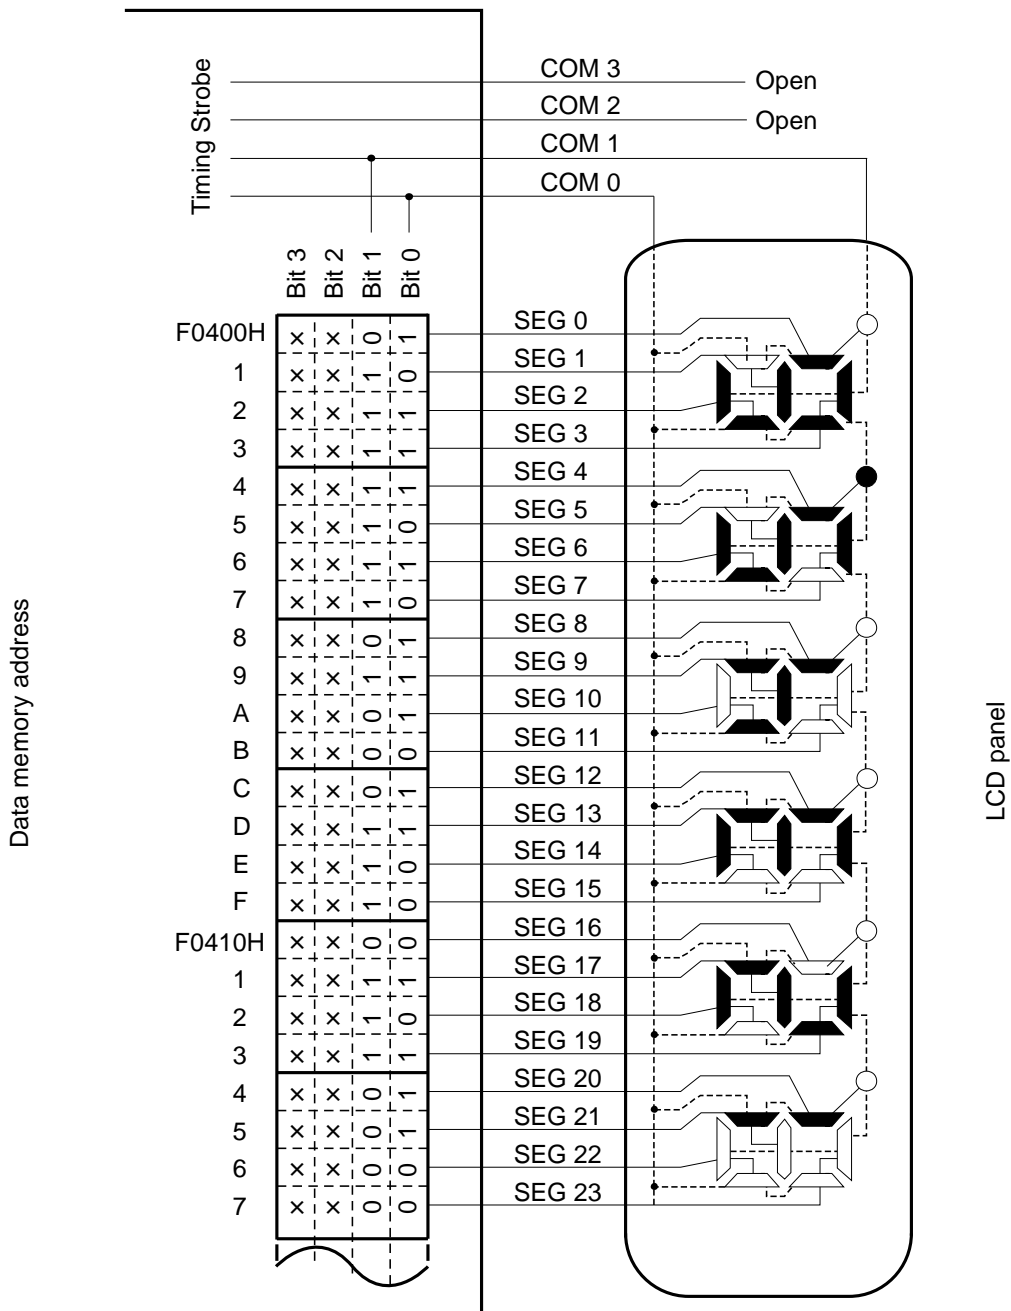 Timing Strobe
COM 3
Open
COM 2
Open
COM 1
COM 0
Bit 3 Bit 2 Bit 1 Bit 0
F0400H × × 0 1 SEG 0
1 × × 1 0 SEG 1
2 × × 1 1 SEG 2
3 × × 1 1 SEG 3
4 × × 1 1 SEG 4
5 × × 1 0 SEG 5
6 × × 1 1 SEG 6
7 × × 1 0 SEG 7
8 × × 0 1 SEG 8
9 × × 1 1 SEG 9
A × × 0 1 SEG 10
B × × 0 0 SEG 11
C × × 0 1 SEG 12
D × × 1 1 SEG 13
E × × 1 0 SEG 14
F × × 1 0 SEG 15
F0410H × × 0 0 SEG 16
1 × × 1 1 SEG 17
2 × × 1 0 SEG 18
3 × × 1 1 SEG 19
4 × × 0 1 SEG 20
5 × × 0 1 SEG 21
6 × × 0 0 SEG 22
7 × × 0 0 SEG 23
Data memory address
LCD panel